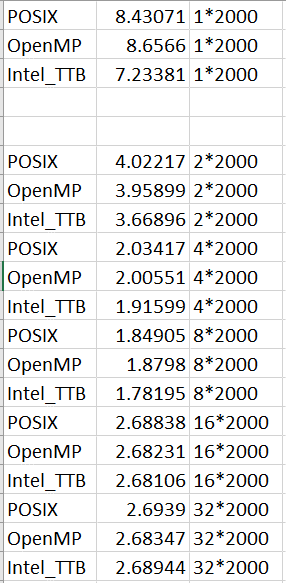 POSIX 8.43071 1*2000
OpenMP 8.6566 1*2000
Intel_TTB 7.23381 1*2000
POSIX 4.02217 2*2000
OpenMP 3.95899 2*2000
Intel_TTB 3.66896 2*2000
POSIX 2.03417 4*2000
OpenMP 2.00551 4*2000
Intel_TTB 1.91599 4*2000
POSIX 1.84905 8*2000
OpenMP 1.8798 8*2000
Intel_TTB 1.78195 8*2000
POSIX 2.68838 16*2000
OpenMP 2.68231 16*2000
Intel_TTB 2.68106 16*2000
POSIX 2.6939 32*2000
OpenMP 2.68347 32*2000
Intel_TTB 2.68944 32*2000